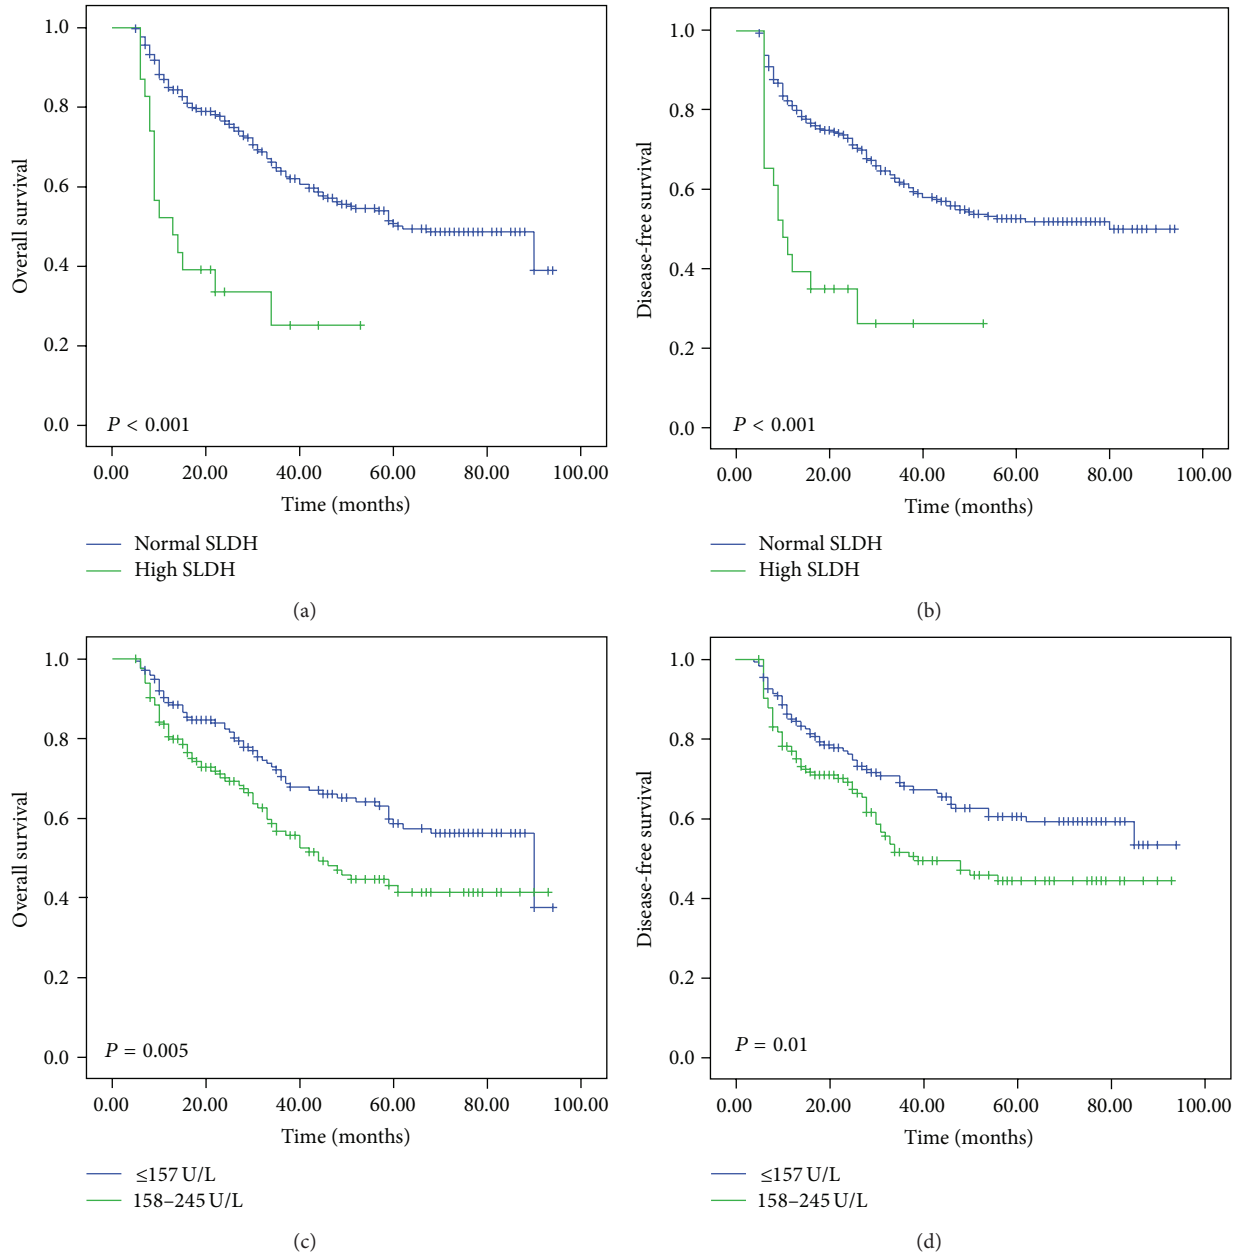 1.0
0.8
0.6
0.4
0.2
0.0
Overall survival
P < 0.001
0.00 20.00 40.00 60.00 80.00 100.00
Time (months)
Normal SLDH
High SLDH
(a)
1.0
0.8
0.6
0.4
0.2
0.0
Disease-free survival
P < 0.001
0.00 20.00 40.00 60.00 80.00 100.00
Time (months)
Normal SLDH
High SLDH
(b)
1.0
0.8
0.6
0.4
0.2
0.0
Overall survival
P = 0.005
0.00 20.00 40.00 60.00 80.00 100.00
Time (months)
≤157 U/L
158–245 U/L
(c)
1.0
0.8
0.6
0.4
0.2
0.0
Disease-free survival
P = 0.01
0.00 20.00 40.00 60.00 80.00 100.00
Time (months)
≤157 U/L
158–245 U/L
(d)